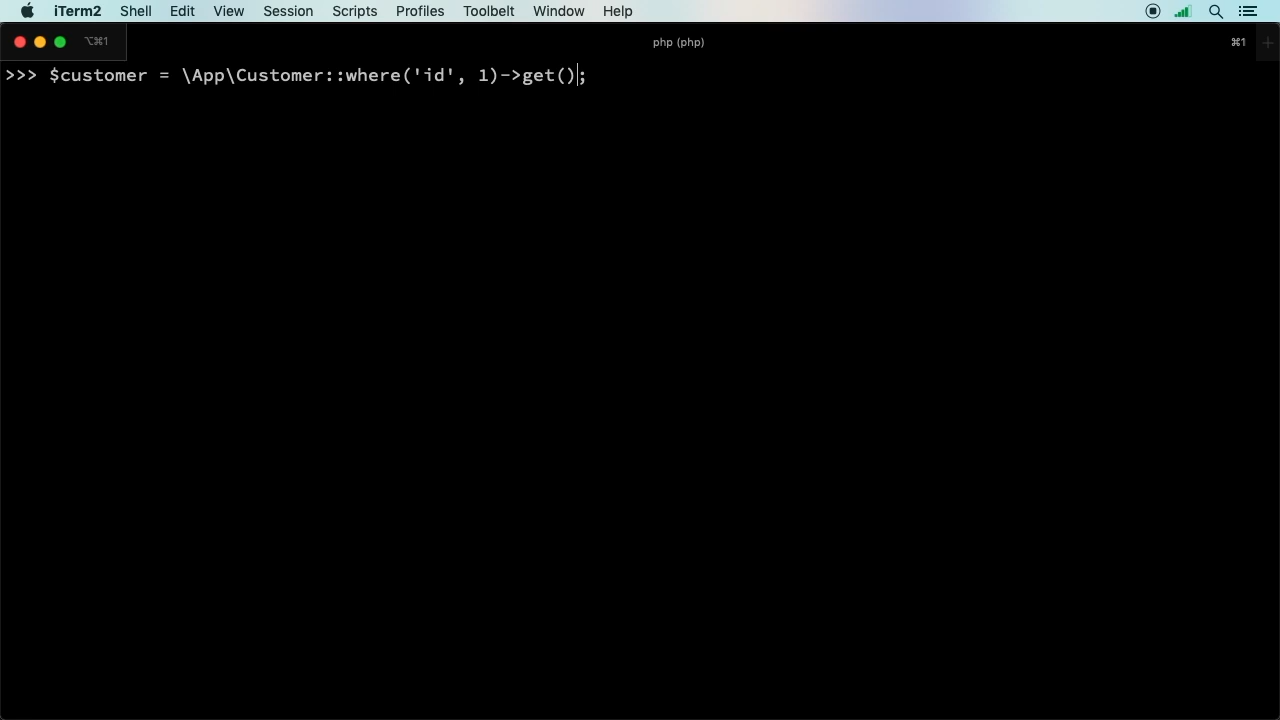 iTerm2 Shell Edit View Session Scripts Profiles Toolbelt Window Help
⌥⌘1 php (php) ⌘1
>>> $customer = \App\Customer::where('id', 1)->get();